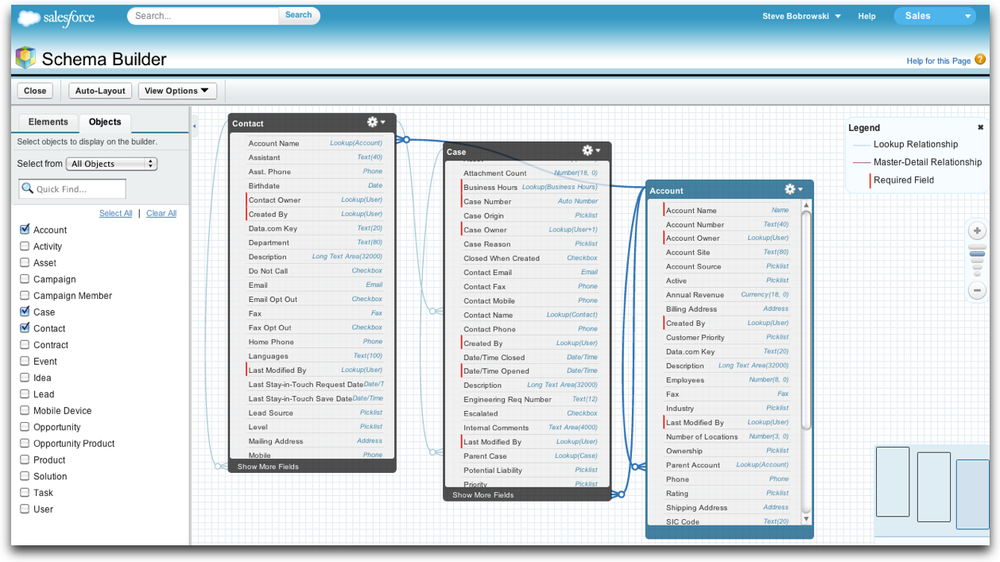 salesforce
Search...
Search
Steve Bobrowski
Help
Sales
Schema Builder
Help for this Page ?
Close
Auto-Layout
View Options
Elements
Objects
Select objects to display on the builder.
Select from All Objects
Quick Find...
Select All | Clear All
Account
Activity
Asset
Campaign
Campaign Member
Case
Contact
Contract
Event
Idea
Lead
Mobile Device
Opportunity
Opportunity Product
Product
Solution
Task
User
Contact
Account Name Lookup(Account)
Assistant Text(40)
Asst. Phone Phone
Birthdate Date
Contact Owner Lookup(User)
Created By Lookup(User)
Data.com Key Text(20)
Department Text(80)
Description Long Text Area(32000)
Do Not Call Checkbox
Email Email
Email Opt Out Checkbox
Fax Fax
Fax Opt Out Checkbox
Home Phone Phone
Languages Text(100)
Last Modified By Lookup(User)
Last Stay-in-Touch Request Date Date/T
Last Stay-in-Touch Save Date Date/Time
Lead Source Picklist
Level Picklist
Mailing Address Address
Mobile Phone
Show More Fields
Case
Attachment Count Number(18, 0)
Business Hours Lookup(Business Hours)
Case Number Auto Number
Case Origin Picklist
Case Owner Lookup(User+1)
Case Reason Picklist
Closed When Created Checkbox
Contact Email Email
Contact Fax Phone
Contact Mobile Phone
Contact Name Lookup(Contact)
Contact Phone Phone
Created By Lookup(User)
Date/Time Closed Date/Time
Date/Time Opened Date/Time
Description Long Text Area(32000)
Engineering Req Number Text(12)
Escalated Checkbox
Internal Comments Text Area(4000)
Last Modified By Lookup(User)
Parent Case Lookup(Case)
Potential Liability Picklist
Priority Picklist
Show More Fields
Account
Account Name Name
Account Number Text(40)
Account Owner Lookup(User)
Account Site Text(80)
Account Source Picklist
Active Picklist
Annual Revenue Currency(18, 0)
Billing Address Address
Created By Lookup(User)
Customer Priority Picklist
Data.com Key Text(20)
Description Long Text Area(32000)
Employees Number(8, 0)
Fax Fax
Industry Picklist
Last Modified By Lookup(User)
Number of Locations Number(3, 0)
Ownership Picklist
Parent Account Lookup(Account)
Phone Phone
Rating Picklist
Shipping Address Address
SIC Code Text(20)
Legend
Lookup Relationship
Master-Detail Relationship
Required Field